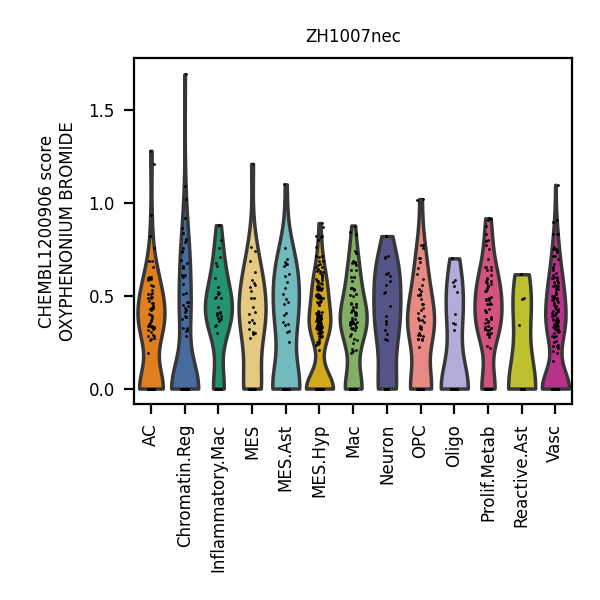 ZH1007nec
CHEMBL1200906 score
OXYPHENONIUM BROMIDE
1.5
1.0
0.5
0.0
AC
Chromatin.Reg
Inflammatory.Mac
MES
MES.Ast
MES.Hyp
Mac
Neuron
OPC
Oligo
Prolif.Metab
Reactive.Ast
Vasc